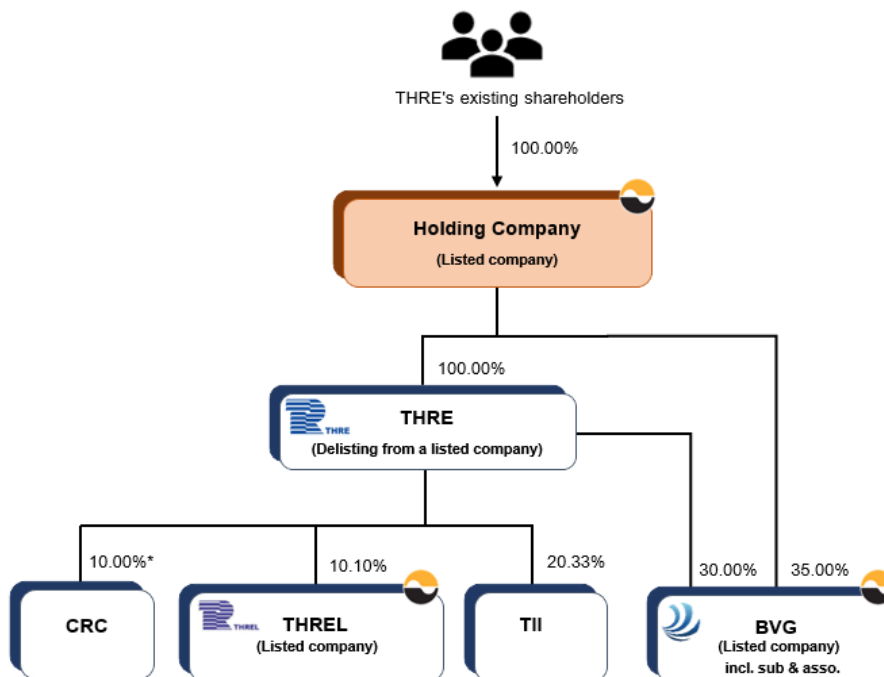 THRE's existing shareholders
100.00%
Holding Company
(Listed company)
100.00%
THRE
THRE
(Delisting from a listed company)
10.00%*
10.10%
20.33%
30.00%
35.00%
CRC
THREL
THREL
(Listed company)
TII
BVG
(Listed company)
incl. sub & asso.